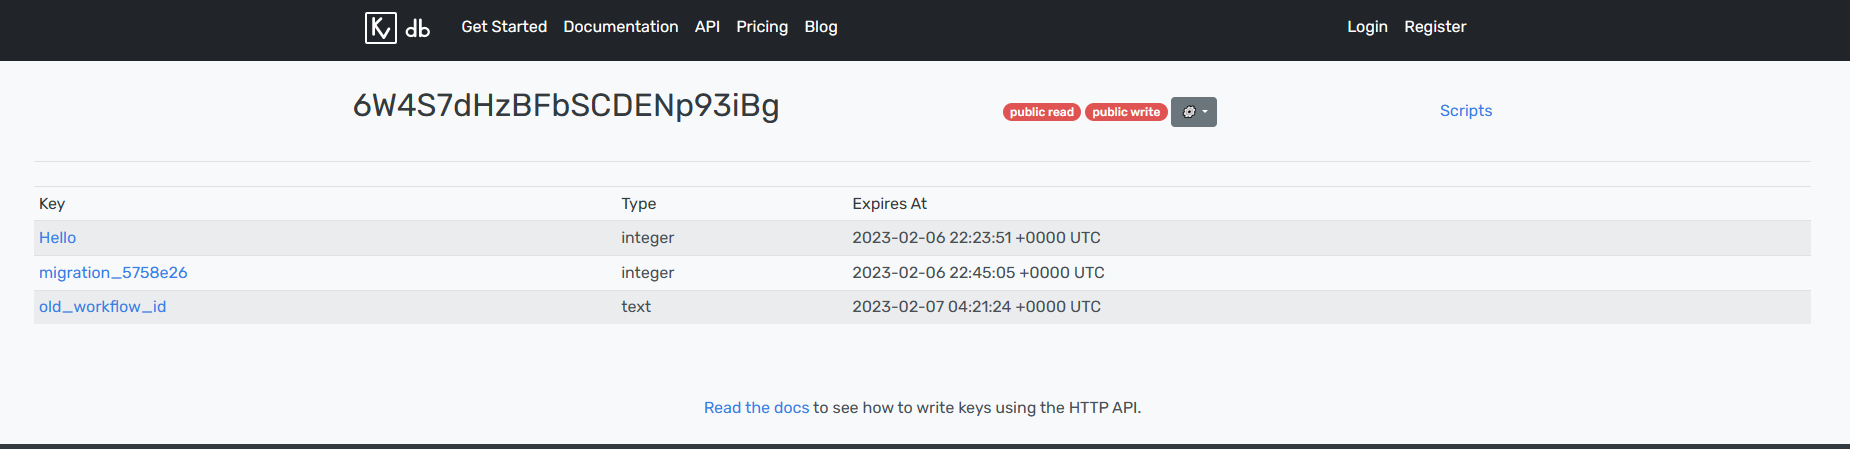 Kv db Get Started Documentation API Pricing Blog Login Register
6W4S7dHzBFbSCDENp93iBg public read public write Scripts
Key Type Expires At
Hello integer 2023-02-06 22:23:51 +0000 UTC
migration_5758e26 integer 2023-02-06 22:45:05 +0000 UTC
old_workflow_id text 2023-02-07 04:21:24 +0000 UTC
Read the docs to see how to write keys using the HTTP API.